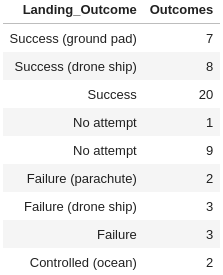 Landing_Outcome Outcomes
Success (ground pad) 7
Success (drone ship) 8
Success 20
No attempt 1
No attempt 9
Failure (parachute) 2
Failure (drone ship) 3
Failure 3
Controlled (ocean) 2